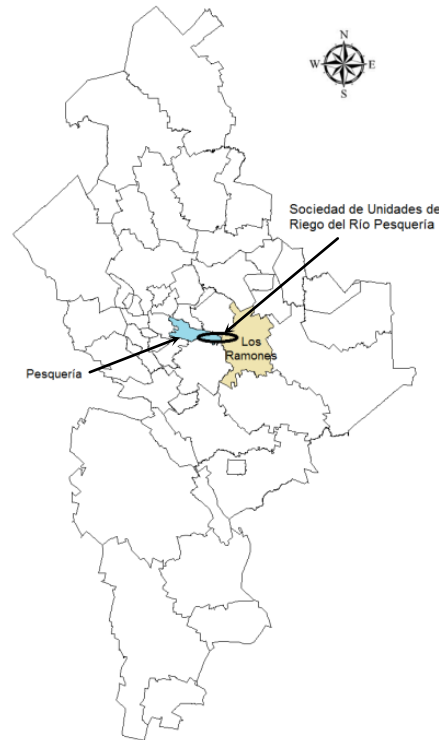 N
W E
S
Sociedad de Unidades de
Riego del Río Pesquería
Los
Ramones
Pesquería